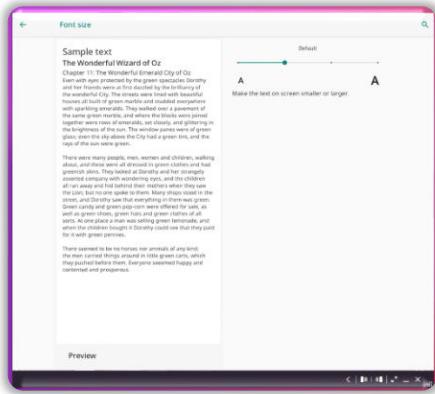 Font size
Sample text
The Wonderful Wizard of Oz
Chapter 11: The Wonderful Emerald City of Oz
Even with eyes protected by the green spectacles Dorothy
and her friends were at first dazzled by the brilliancy of
the wonderful City. The streets were lined with beautiful
houses all built of green marble and studded everywhere
with sparkling emeralds. They walked over a pavement of
the same green marble, and where the blocks were joined
together were rows of emeralds, set closely, and glittering in
the brightness of the sun. The window panes were of green
glass; even the sky above the City had a green tint, and the
rays of the sun were green.
There were many people, men, women and children, walking
about, and these were all dressed in green clothes and had
greenish skins. They looked at Dorothy and her strangely
assorted company with wondering eyes, and the children
all ran away and hid behind their mothers when they saw
the Lion; but no one spoke to them. Many shops stood in the
street, and Dorothy saw that everything in them was green.
Green candy and green pop-corn were offered for sale, as
well as green shoes, green hats and green clothes of all
sorts. At one place a man was selling green lemonade, and
when the children bought it Dorothy could see that they paid
for it with green pennies.
There seemed to be no horses nor animals of any kind;
the men carried things around in little green carts, which
they pushed before them. Everyone seemed happy and
contented and prosperous.
Preview
Default
A A
Make the text on screen smaller or larger.